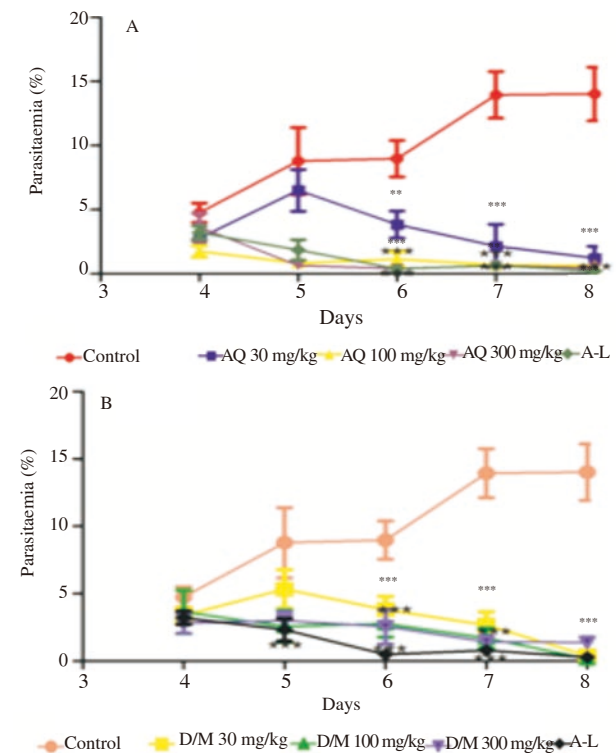 A
Parasitaemia (%)
20
15
10
5
0
**
***
***
***
***
***
***
3 4 5 6 7 8
Days
Control AQ 30 mg/kg AQ 100 mg/kg AQ 300 mg/kg A-L
B
Parasitaemia (%)
20
15
10
5
0
***
***
***
***
***
***
***
***
3 4 5 6 7 8
Days
Control D/M 30 mg/kg D/M 100 mg/kg D/M 300 mg/kg A-L